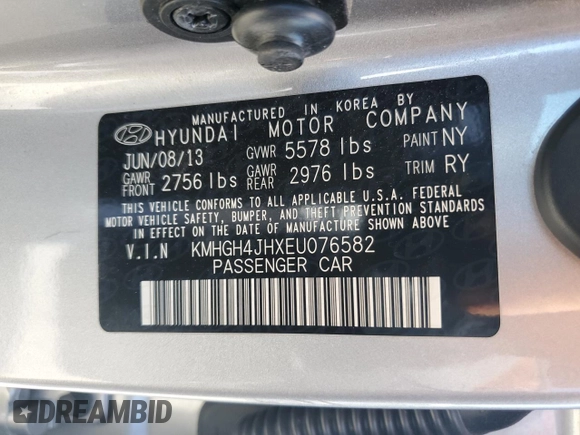 MANUFACTURED IN KOREA BY
HYUNDAI MOTOR COMPANY
JUN/08/13 GVWR 5578 lbs PAINT NY
GAWR FRONT 2756 lbs GAWR REAR 2976 lbs TRIM RY
THIS VEHICLE CONFORMS TO ALL APPLICABLE U.S.A. FEDERAL
MOTOR VEHICLE SAFETY, BUMPER, AND THEFT PREVENTION STANDARDS
IN EFFECT ON THE DATE OF MANUFACTURE SHOWN ABOVE.
V.I.N KMHGH4JHXEU076582
PASSENGER CAR
DREAMBID